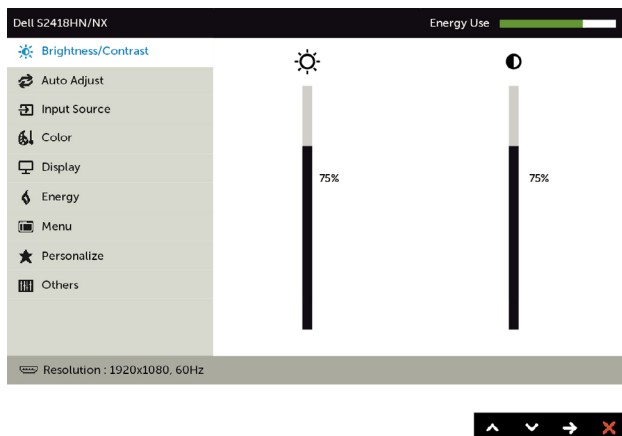 Dell S2418HN/NX
Energy Use
Brightness/Contrast
Auto Adjust
Input Source
Color
Display
Energy
Menu
Personalize
Others
75%
75%
Resolution : 1920x1080, 60Hz